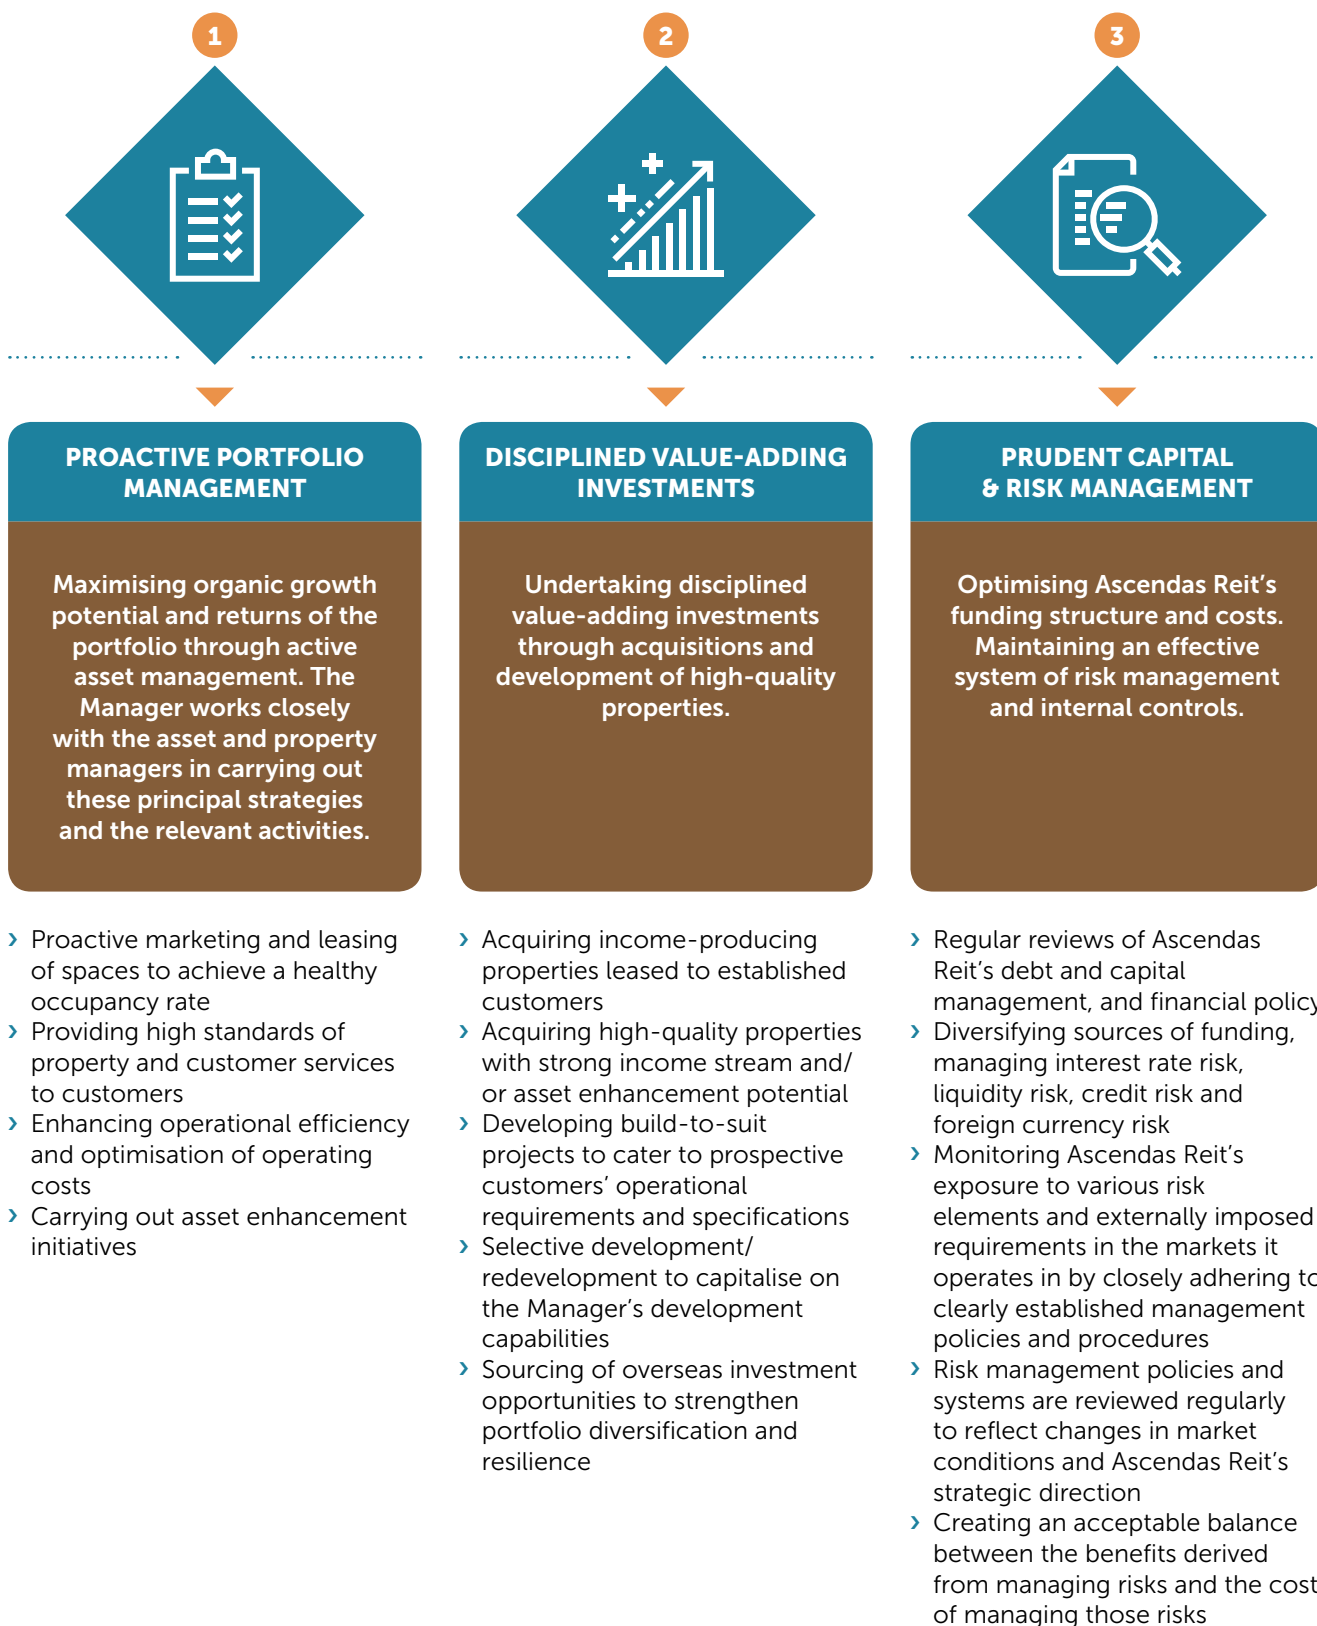 1
PROACTIVE PORTFOLIO
MANAGEMENT
Maximising organic growth
potential and returns of the
portfolio through active
asset management. The
Manager works closely
with the asset and property
managers in carrying out
these principal strategies
and the relevant activities.
› Proactive marketing and leasing
of spaces to achieve a healthy
occupancy rate
› Providing high standards of
property and customer services
to customers
› Enhancing operational efficiency
and optimisation of operating
costs
› Carrying out asset enhancement
initiatives
2
DISCIPLINED VALUE-ADDING
INVESTMENTS
Undertaking disciplined
value-adding investments
through acquisitions and
development of high-quality
properties.
› Acquiring income-producing
properties leased to established
customers
› Acquiring high-quality properties
with strong income stream and/
or asset enhancement potential
› Developing build-to-suit
projects to cater to prospective
customers’ operational
requirements and specifications
› Selective development/
redevelopment to capitalise on
the Manager’s development
capabilities
› Sourcing of overseas investment
opportunities to strengthen
portfolio diversification and
resilience
3
PRUDENT CAPITAL
& RISK MANAGEMENT
Optimising Ascendas Reit’s
funding structure and costs.
Maintaining an effective
system of risk management
and internal controls.
› Regular reviews of Ascendas
Reit’s debt and capital
management, and financial policy
› Diversifying sources of funding,
managing interest rate risk,
liquidity risk, credit risk and
foreign currency risk
› Monitoring Ascendas Reit’s
exposure to various risk
elements and externally imposed
requirements in the markets it
operates in by closely adhering to
clearly established management
policies and procedures
› Risk management policies and
systems are reviewed regularly
to reflect changes in market
conditions and Ascendas Reit’s
strategic direction
› Creating an acceptable balance
between the benefits derived
from managing risks and the cost
of managing those risks